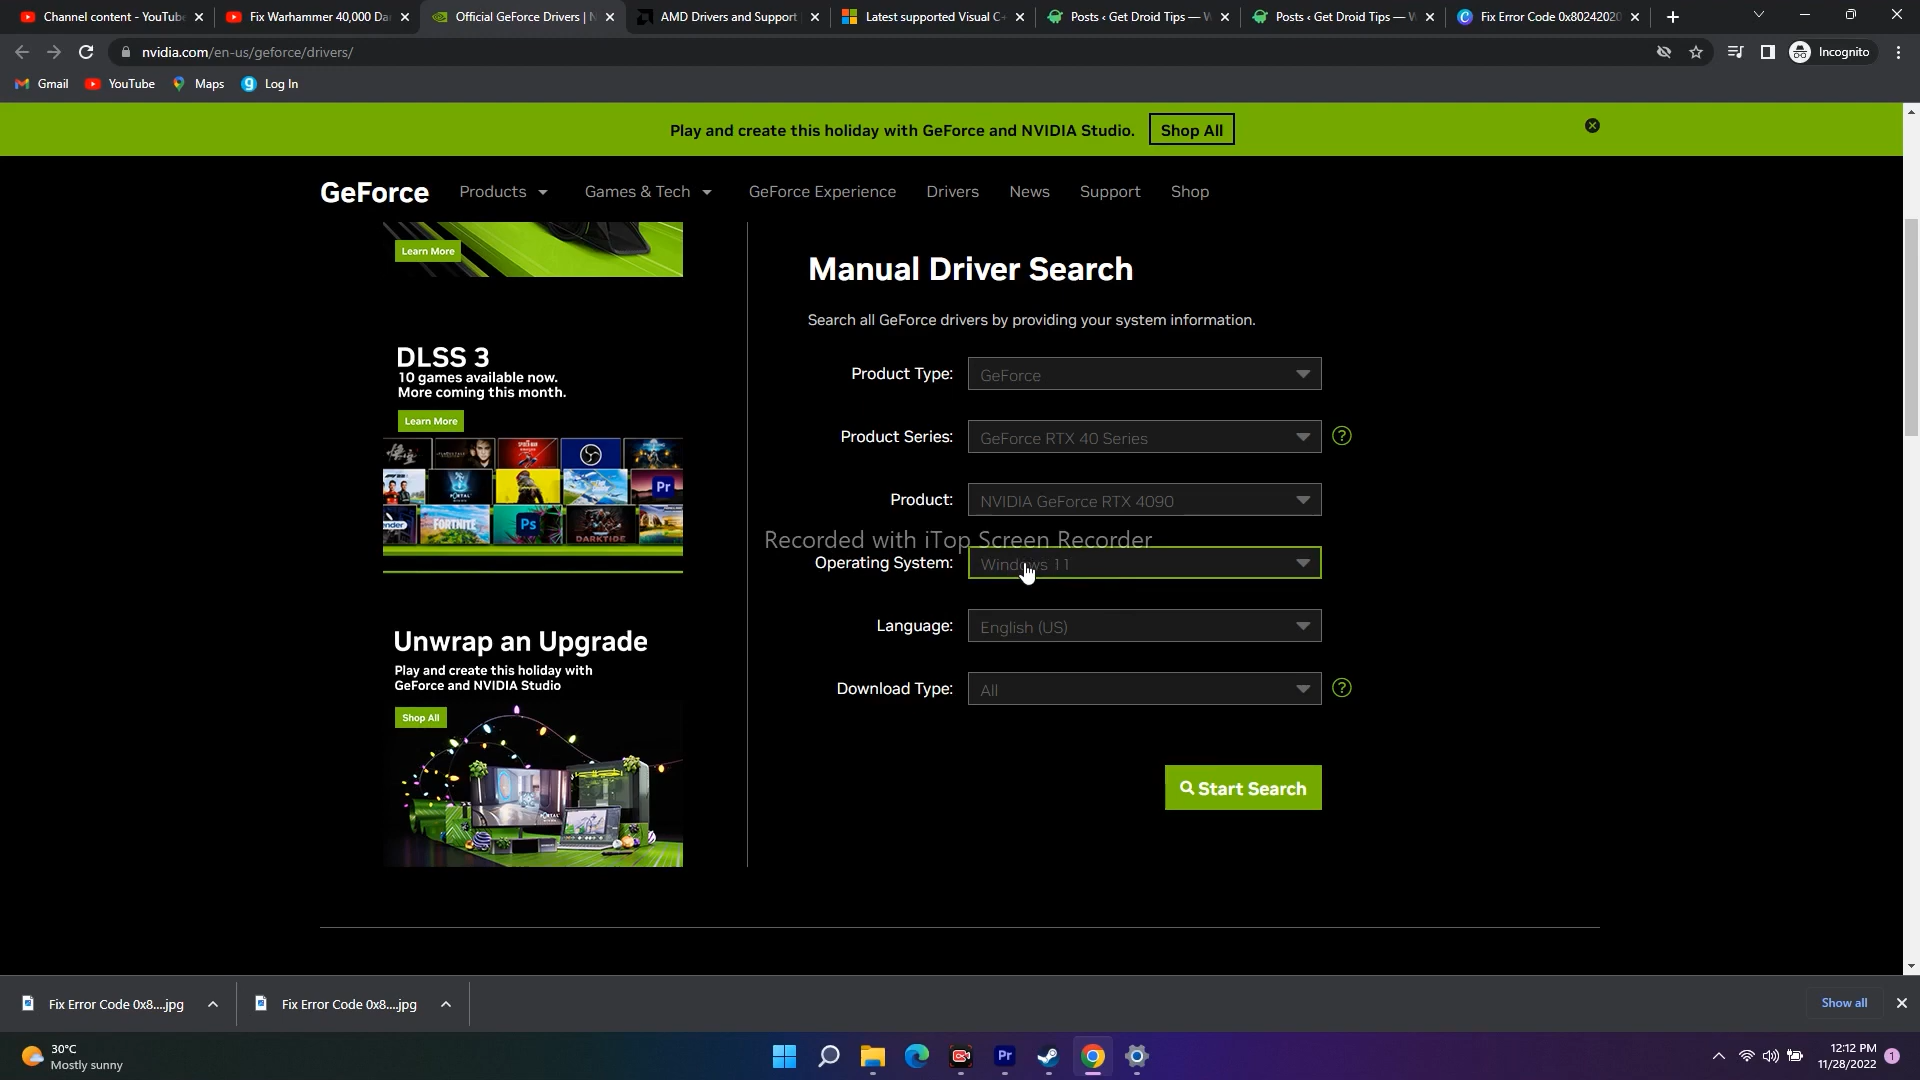 Channel content - YouTube
Fix Warhammer 40,000 Da
Official GeForce Drivers | N
AMD Drivers and Support
Latest supported Visual C
Posts ‹ Get Droid Tips — W
Posts ‹ Get Droid Tips — W
Fix Error Code 0x80242020
nvidia.com/en-us/geforce/drivers/
Incognito
Gmail
YouTube
Maps
Log In
Play and create this holiday with GeForce and NVIDIA Studio.
Shop All
GeForce
Products
Games & Tech
GeForce Experience
Drivers
News
Support
Shop
Learn More
Manual Driver Search
Search all GeForce drivers by providing your system information.
DLSS 3
10 games available now.
More coming this month.
Learn More
Pr
PORTAL
FORTNITE
Ps
DARKTIDE
Product Type: GeForce
Product Series: GeForce RTX 40 Series ?
Product: NVIDIA GeForce RTX 4090
Recorded with iTop Screen Recorder
Operating System: Windows 11
Language: English (US)
Download Type: All ?
Start Search
Unwrap an Upgrade
Play and create this holiday with
GeForce and NVIDIA Studio
Shop All
Fix Error Code 0x8....jpg
Fix Error Code 0x8....jpg
Show all
30°C
Mostly sunny
Pr
12:12 PM
11/28/2022
1